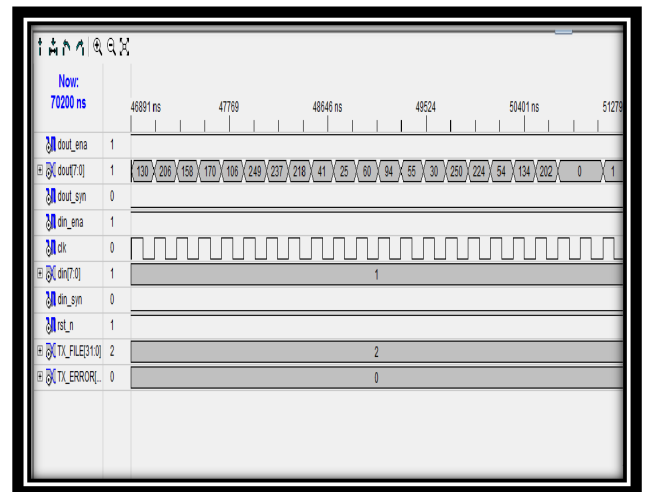 Now:
70200 ns
46891 ns 47769 48646 ns 49524 50401 ns 51279
dout_ena 1
dout[7:0] 1 130 206 158 170 106 249 237 218 41 25 60 94 55 30 250 224 54 134 202 0 1
dout_syn 0
din_ena 1
clk 0
din[7:0] 1 1
din_syn 0
rst_n 1
TX_FILE[31:0] 2 2
TX_ERROR[... 0 0